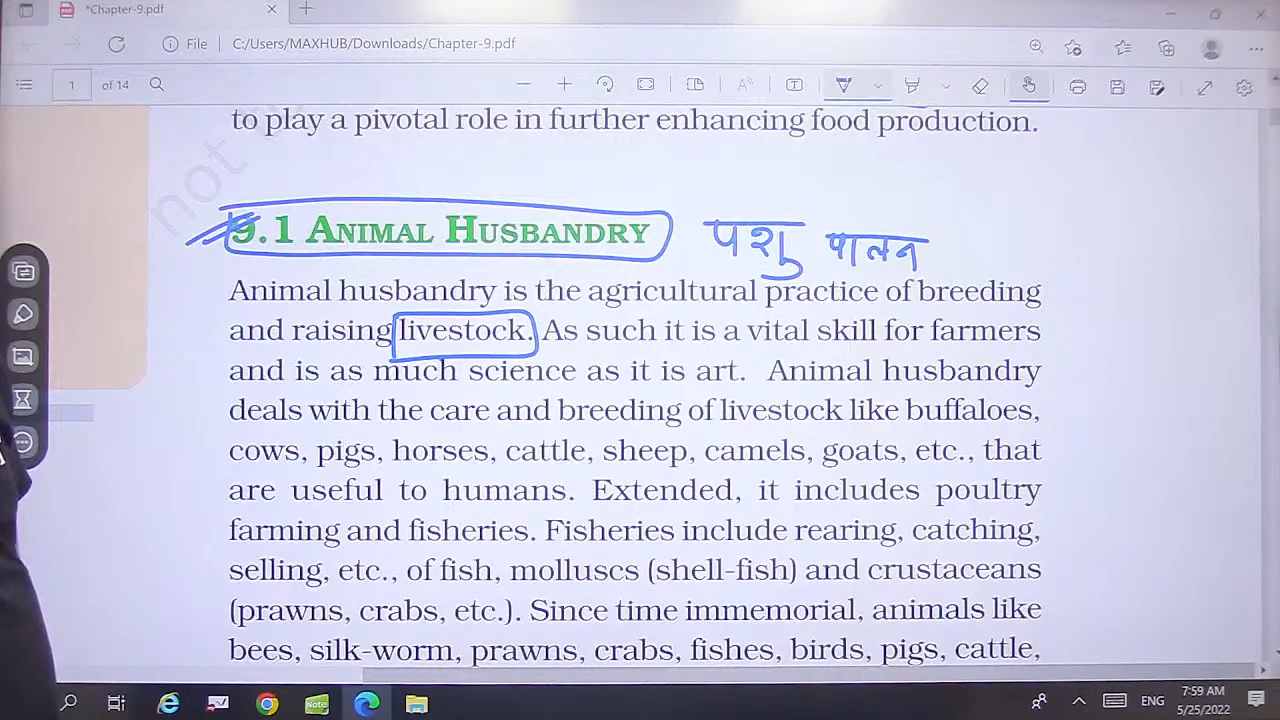 *Chapter-9.pdf
File C:/Users/MAXHUB/Downloads/Chapter-9.pdf
1 of 14
to play a pivotal role in further enhancing food production.
not
9.1 ANIMAL HUSBANDRY पशु पालन
Animal husbandry is the agricultural practice of breeding
and raising livestock. As such it is a vital skill for farmers
and is as much science as it is art. Animal husbandry
deals with the care and breeding of livestock like buffaloes,
cows, pigs, horses, cattle, sheep, camels, goats, etc., that
are useful to humans. Extended, it includes poultry
farming and fisheries. Fisheries include rearing, catching,
selling, etc., of fish, molluscs (shell-fish) and crustaceans
(prawns, crabs, etc.). Since time immemorial, animals like
bees, silk-worm, prawns, crabs, fishes, birds, pigs, cattle,
Note ENG 7:59 AM
5/25/2022